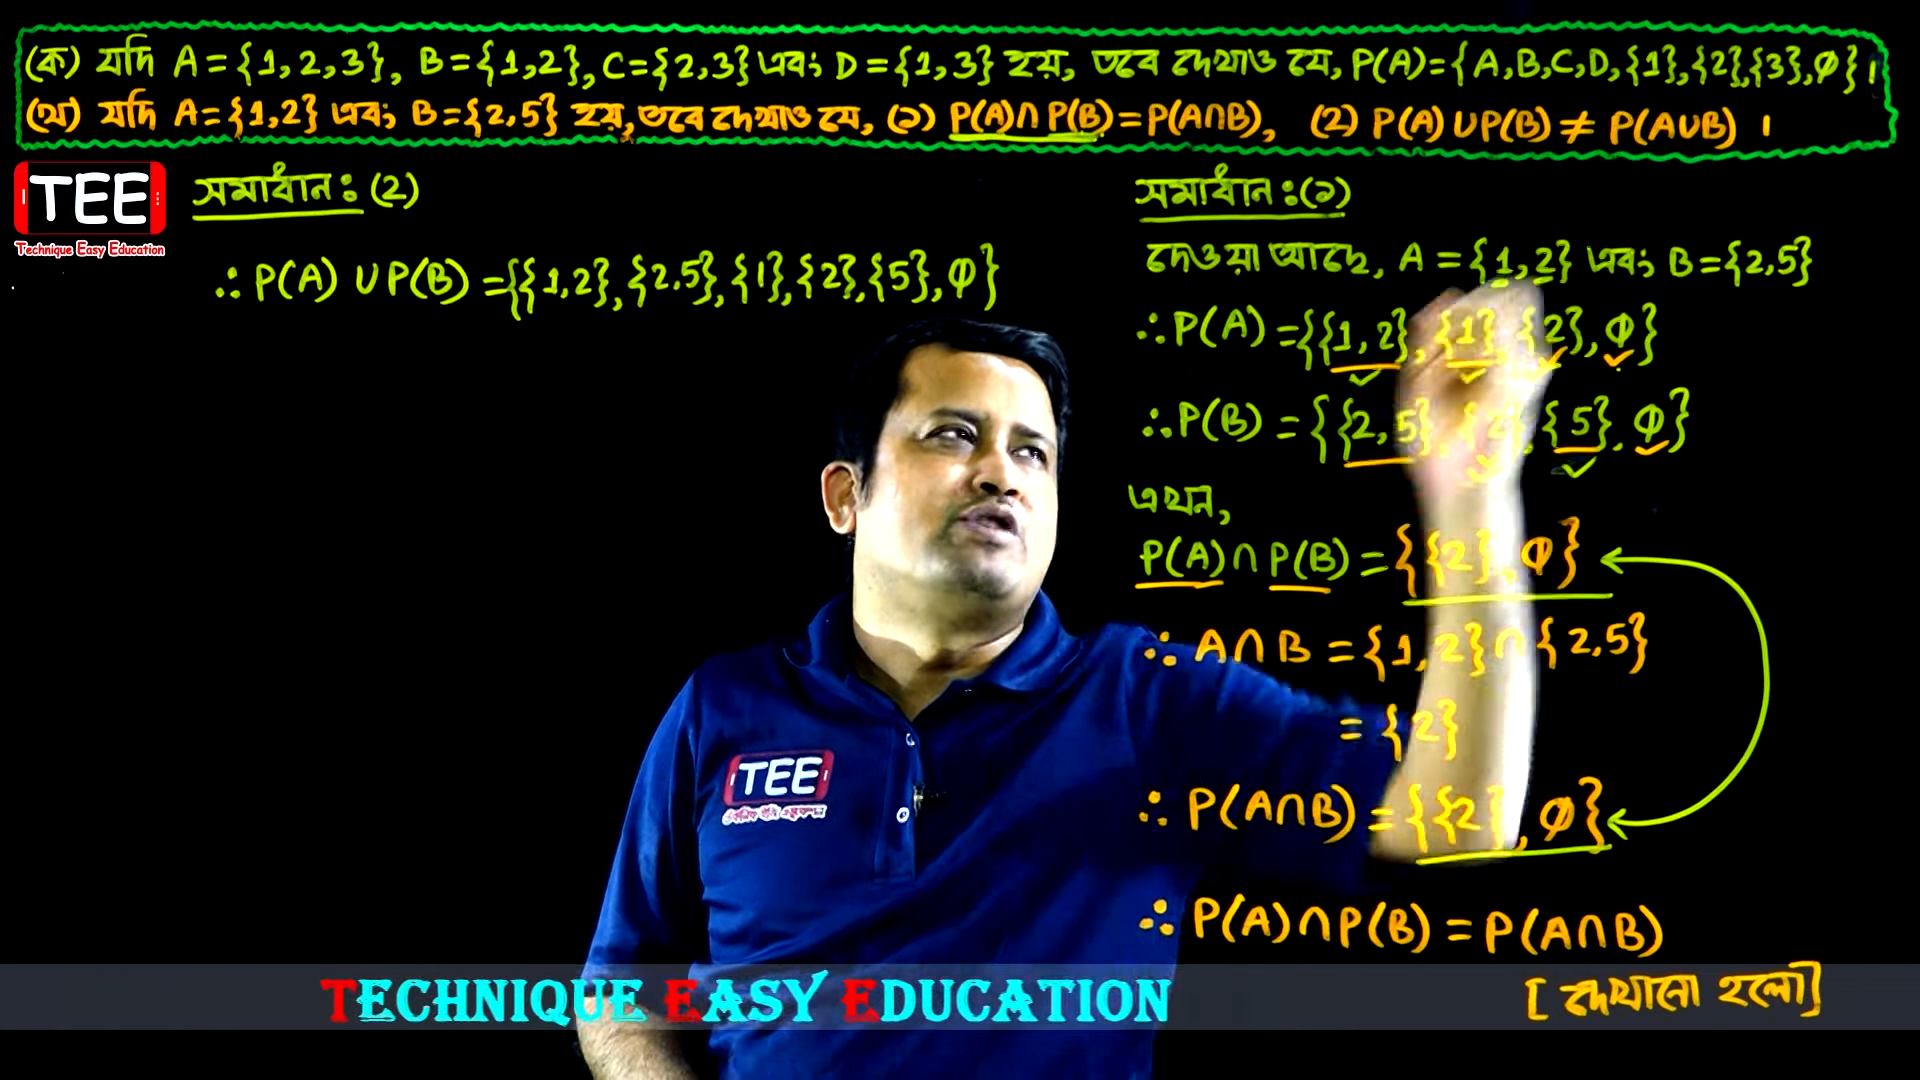 (ক) যদি A={1,2,3}, B={1,2}, C={2,3} এবং D={1,3} হয়, তবে দেখাও যে, P(A)={A,B,C,D,{1},{2},{3},Φ}।
(খ) যদি A={1,2} এবং B={2,5} হয়, তবে দেখাও যে, (১) P(A)∩P(B)=P(A∩B), (2) P(A)∪P(B)≠P(A∪B)।
TEE
Technique Easy Education
সমাধান: (2)
∴ P(A) ∪ P(B) ={{1,2},{2.5},{1},{2},{5},Φ}
সমাধান:(১)
দেওয়া আছে, A={1,2} এবং B={2,5}
∴P(A)={{1,2},{1},{2},Φ}
∴P(B)={{2,5},{2},{5}.Φ}
এখন,
P(A)∩P(B)={{2},Φ}
∴ A∩B={1,2}∩{2.5}
={2}
∴ P(A∩B)={{2},Φ}
∴ P(A)∩P(B)=P(A∩B)
[দেখানো হলো]
TEE
TECHNIQUE EASY EDUCATION